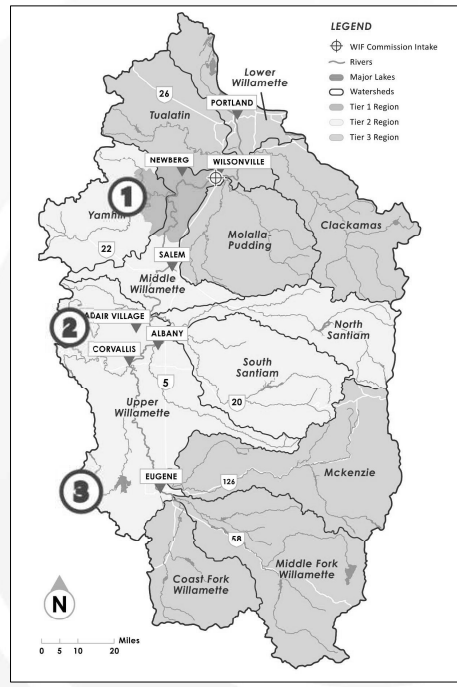 LEGEND
WIF Commission Intake
Rivers
Major Lakes
Watersheds
Tier 1 Region
Tier 2 Region
Tier 3 Region
Lower
Willamette
26
PORTLAND
Tualatin
NEWBERG
WILSONVILLE
1
Yamhill
Clackamas
Molalla-
Pudding
22
SALEM
Middle
Willamette
2
ADAIR VILLAGE
ALBANY
North
Santiam
CORVALLIS
South
Santiam
5
20
Upper
Willamette
3
EUGENE
126
Mckenzie
58
Middle Fork
Willamette
Coast Fork
Willamette
N
Miles
0 5 10 20